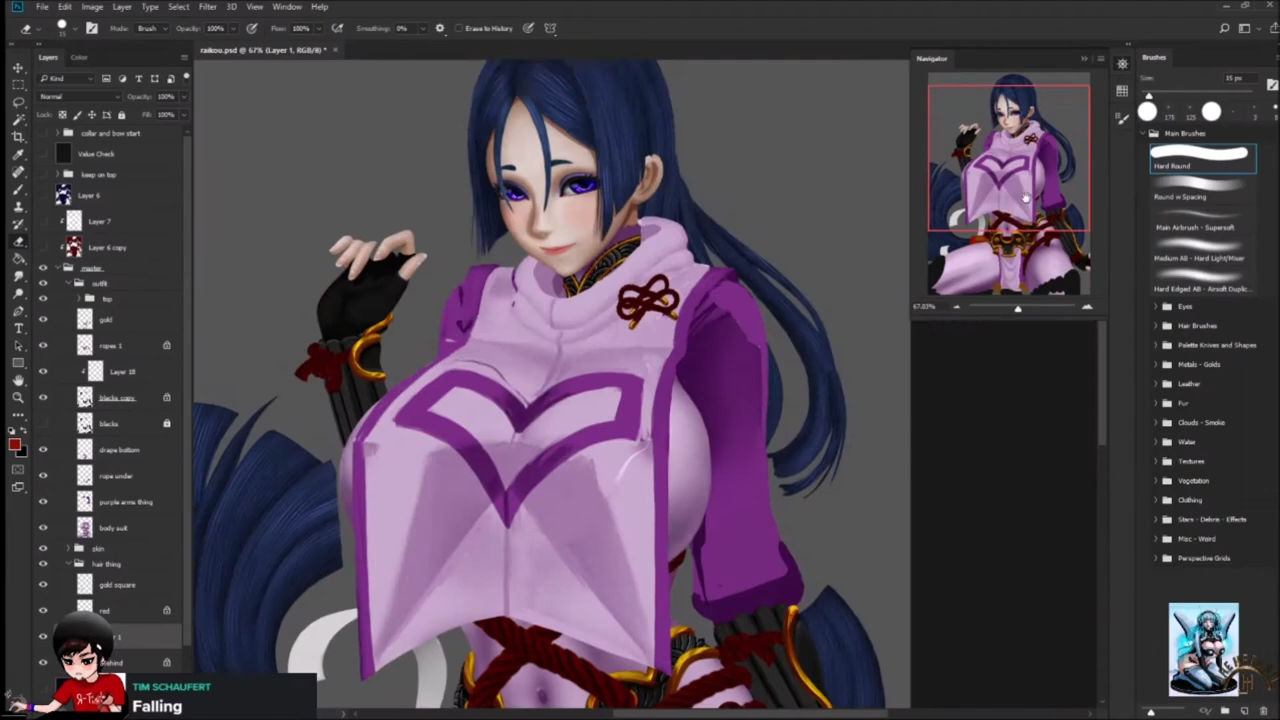 File Edit Image Layer Type Select Filter 3D View Window Help
Mode: Brush Opacity: 100% Flow: 100% Smoothing: 0% Erase to History
15
raikou.psd @ 67% (Layer 1, RGB/8) *
Layers Color
Kind
Normal Opacity: 100%
Lock: Fill: 100%
collar and bow start
Value Check
keep on top
Layer 6
Layer 7
Layer 6 copy
master
outfit
top
gold
ropes 1
Layer 18
blacks copy
blacks
drape bottom
rope under
purple arms thing
body suit
skin
hair thing
gold square
red
TIM SCHAUFERT
Falling
Navigator
67.03%
Brushes
Size: 15 px
175 125
Main Brushes
Hard Round
Round w Spacing
Main Airbrush - Supersoft
Medium AB - Hard Light/Mixer
Hard Edged AB - Airsoft Duplic...
Eyes
Hair Brushes
Palette Knives and Shapes
Metals - Golds
Leather
Fur
Clouds - Smoke
Water
Textures
Vegetation
Clothing
Stars - Debris - Effects
Misc - Weird
Perspective Grids